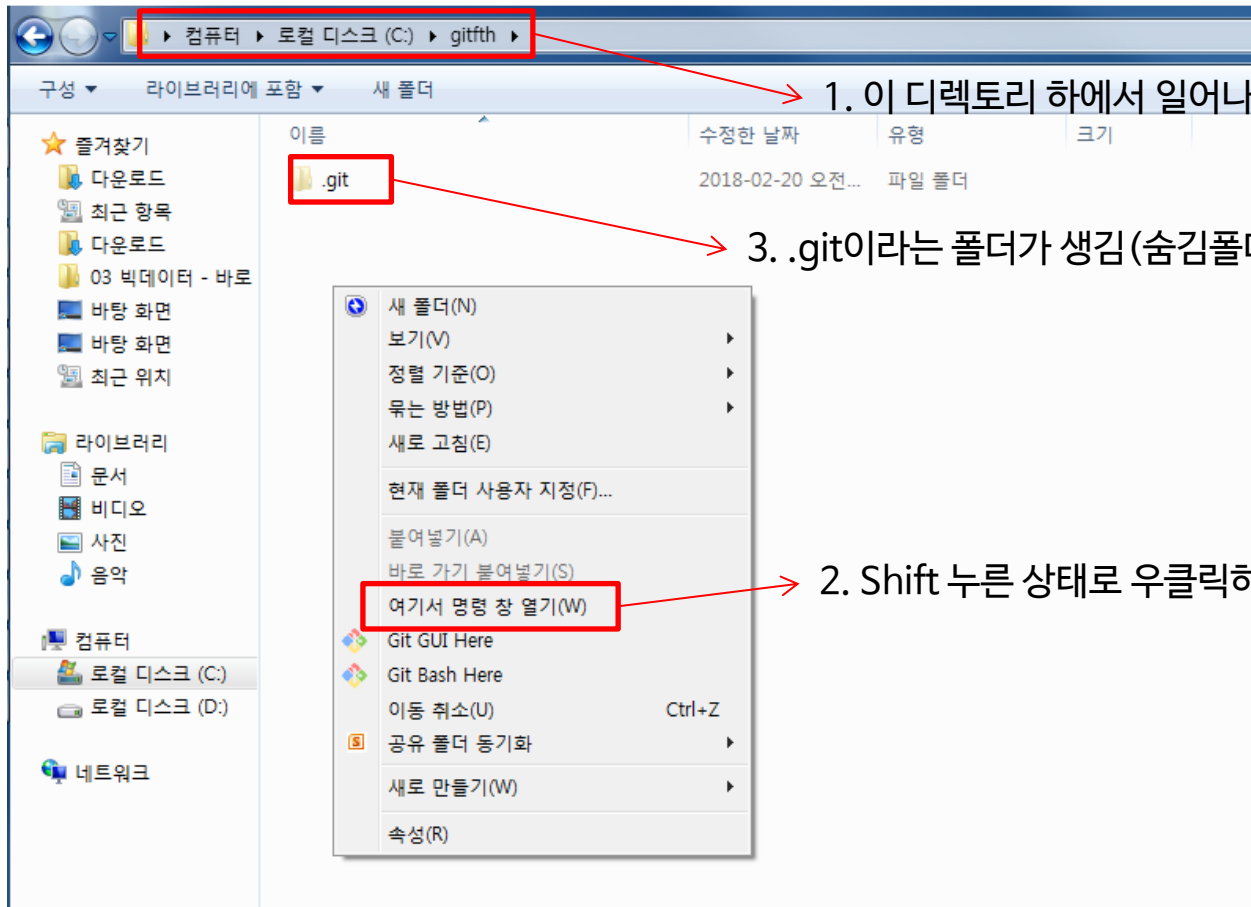 컴퓨터 ▸ 로컬 디스크 (C:) ▸ gitfth ▸
구성 ▼ 라이브러리에 포함 ▼ 새 폴더
1. 이 디렉토리 하에서 일어나
이름 수정한 날짜 유형 크기
.git 2018-02-20 오전... 파일 폴더
3. .git이라는 폴더가 생김(숨김폴더
즐겨찾기
다운로드
최근 항목
다운로드
03 빅데이터 - 바로
바탕 화면
바탕 화면
최근 위치
라이브러리
문서
비디오
사진
음악
컴퓨터
로컬 디스크 (C:)
로컬 디스크 (D:)
네트워크
새 폴더(N)
보기(V)
정렬 기준(O)
묶는 방법(P)
새로 고침(E)
현재 폴더 사용자 지정(F)...
붙여넣기(A)
바로 가기 붙여넣기(S)
여기서 명령 창 열기(W)
2. Shift 누른 상태로 우클릭하
Git GUI Here
Git Bash Here
이동 취소(U) Ctrl+Z
공유 폴더 동기화
새로 만들기(W)
속성(R)